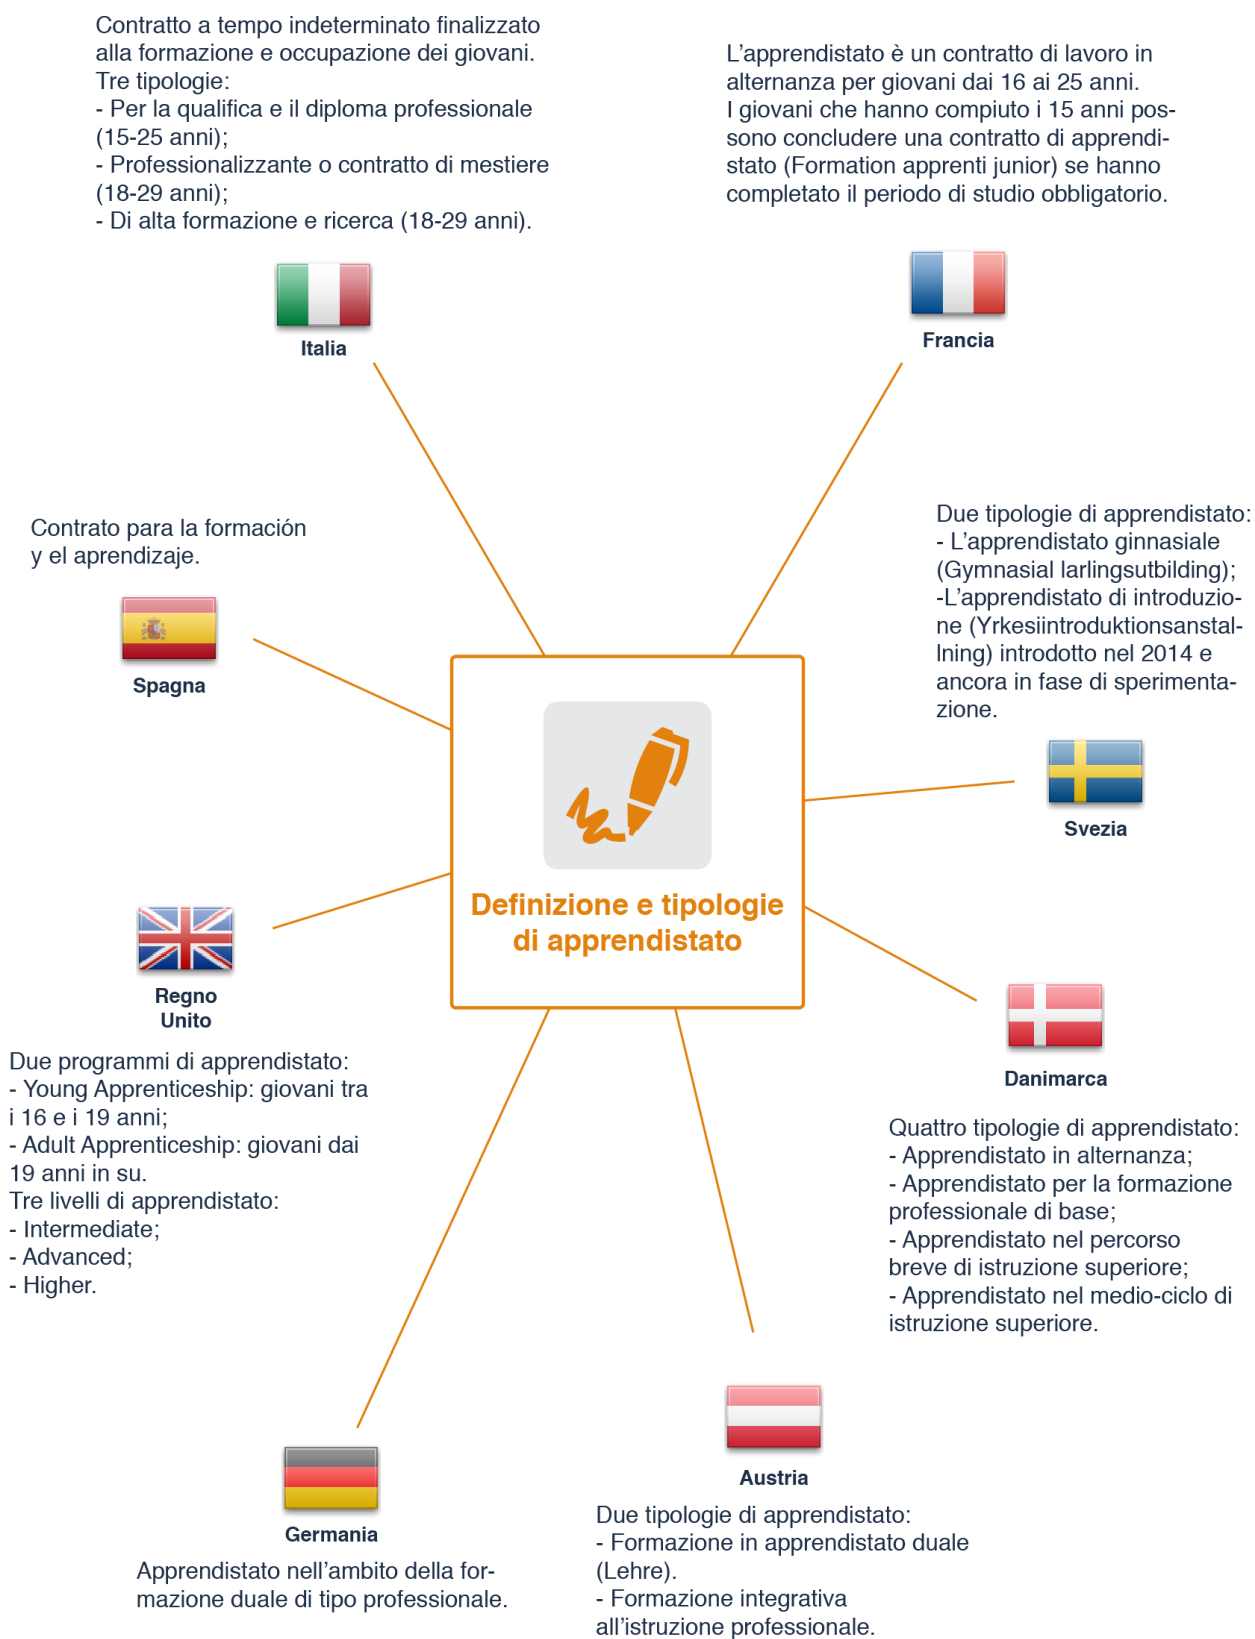 Contratto a tempo indeterminato finalizzato
alla formazione e occupazione dei giovani.
Tre tipologie:
- Per la qualifica e il diploma professionale
(15-25 anni);
- Professionalizzante o contratto di mestiere
(18-29 anni);
- Di alta formazione e ricerca (18-29 anni).
Italia
L’apprendistato è un contratto di lavoro in
alternanza per giovani dai 16 ai 25 anni.
I giovani che hanno compiuto i 15 anni pos-
sono concludere una contratto di apprendi-
stato (Formation apprenti junior) se hanno
completato il periodo di studio obbligatorio.
Francia
Contrato para la formación
y el aprendizaje.
Spagna
Due tipologie di apprendistato:
- L’apprendistato ginnasiale
(Gymnasial larlingsutbilding);
-L’apprendistato di introduzio-
ne (Yrkesiintroduktionsanstal-
lning) introdotto nel 2014 e
ancora in fase di sperimenta-
zione.
Svezia
Definizione e tipologie
di apprendistato
Regno
Unito
Due programmi di apprendistato:
- Young Apprenticeship: giovani tra
i 16 e i 19 anni;
- Adult Apprenticeship: giovani dai
19 anni in su.
Tre livelli di apprendistato:
- Intermediate;
- Advanced;
- Higher.
Danimarca
Quattro tipologie di apprendistato:
- Apprendistato in alternanza;
- Apprendistato per la formazione
professionale di base;
- Apprendistato nel percorso
breve di istruzione superiore;
- Apprendistato nel medio-ciclo di
istruzione superiore.
Germania
Apprendistato nell’ambito della for-
mazione duale di tipo professionale.
Austria
Due tipologie di apprendistato:
- Formazione in apprendistato duale
(Lehre).
- Formazione integrativa
all’istruzione professionale.